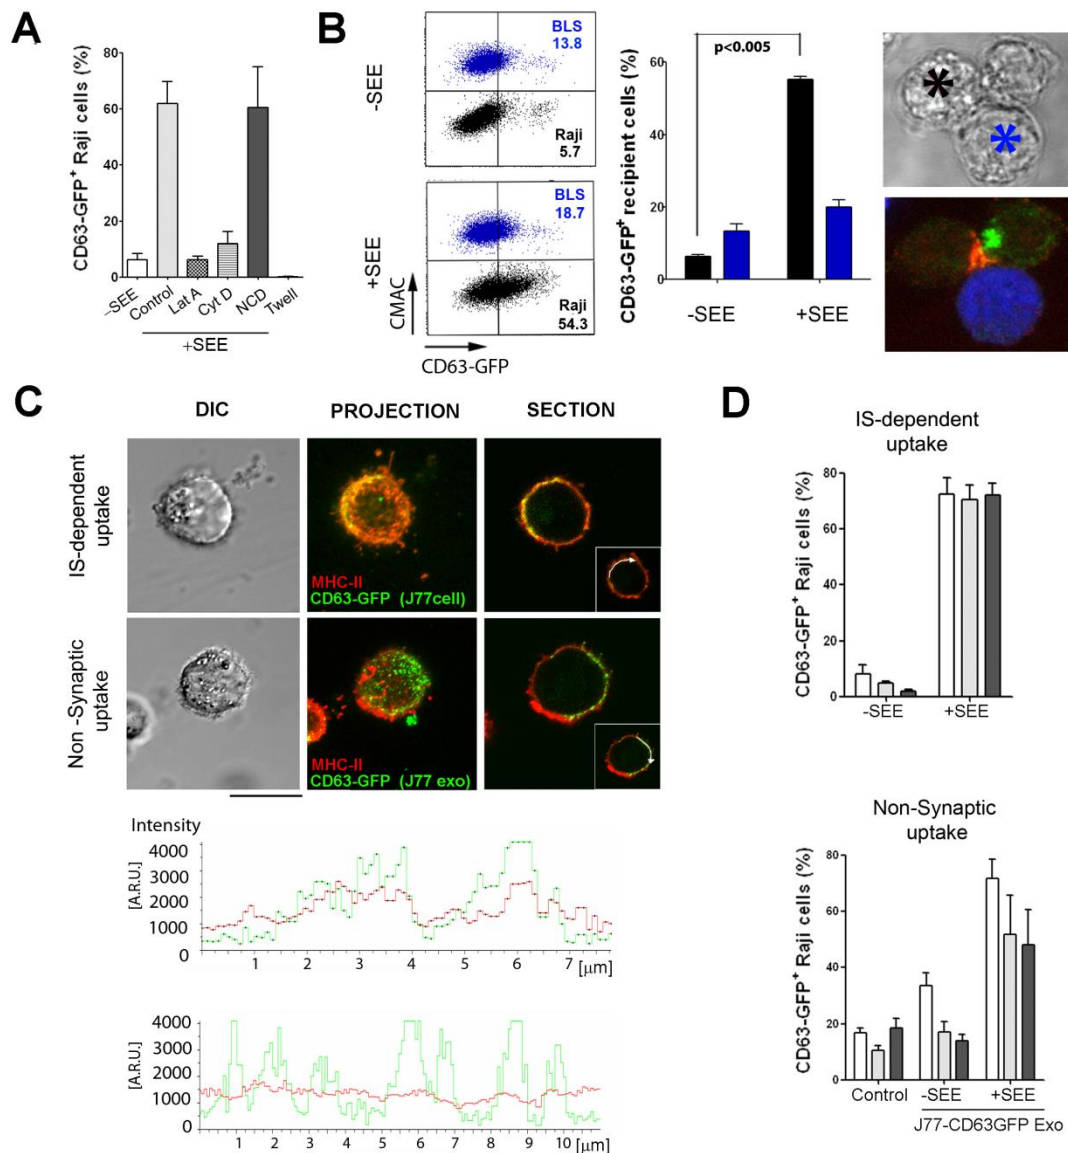 A
CD63-GFP+ Raji cells (%)
80
60
40
20
0
-SEE
Control
Lat A
Cyt D
NCD
Twell
+SEE
B
-SEE
BLS
13.8
Raji
5.7
+SEE
BLS
18.7
Raji
54.3
CMAC
CD63-GFP
CD63-GFP+ recipient cells (%)
p<0.005
60
40
20
0
-SEE
+SEE
*
*
C
DIC
PROJECTION
SECTION
IS-dependent
uptake
MHC-II
CD63-GFP (J77cell)
Non -Synaptic
uptake
MHC-II
CD63-GFP (J77 exo)
Intensity
[A.R.U.]
4000
3000
2000
1000
0
1 2 3 4 5 6 7 [μm]
[A.R.U.]
4000
3000
2000
1000
0
1 2 3 4 5 6 7 8 9 10 [μm]
D
IS-dependent
uptake
CD63-GFP+ Raji cells (%)
80
60
40
20
0
-SEE
+SEE
Non-Synaptic
uptake
CD63-GFP+ Raji cells (%)
80
60
40
20
0
Control
-SEE
+SEE
J77-CD63GFP Exo